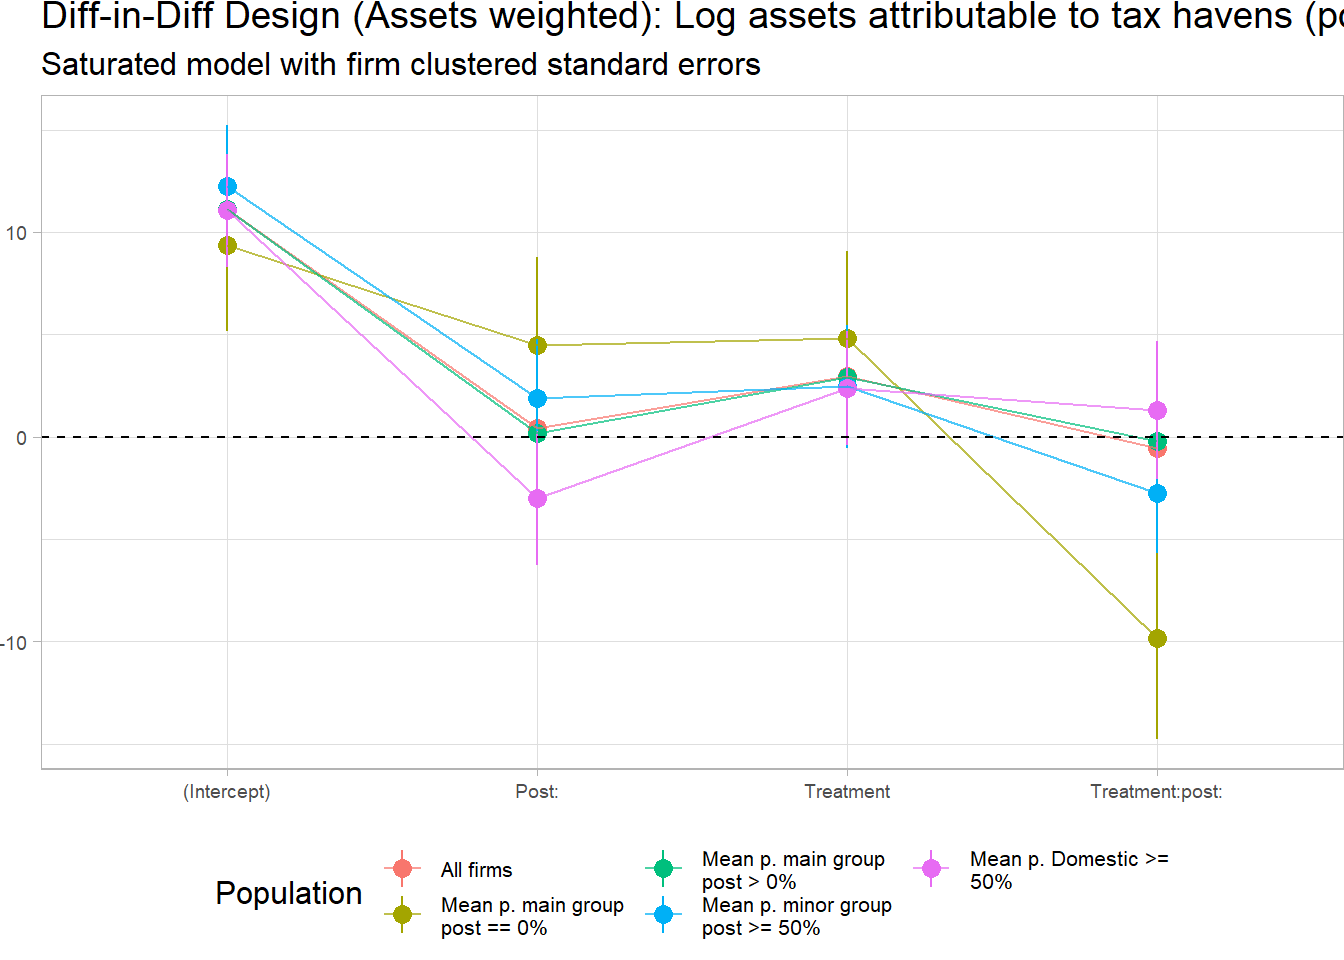 Diff-in-Diff Design (Assets weighted): Log assets attributable to tax havens (po
Saturated model with firm clustered standard errors
10
0
-10
(Intercept)
Post:
Treatment
Treatment:post:
Population
All firms
Mean p. main group
post == 0%
Mean p. main group
post > 0%
Mean p. minor group
post >= 50%
Mean p. Domestic >=
50%